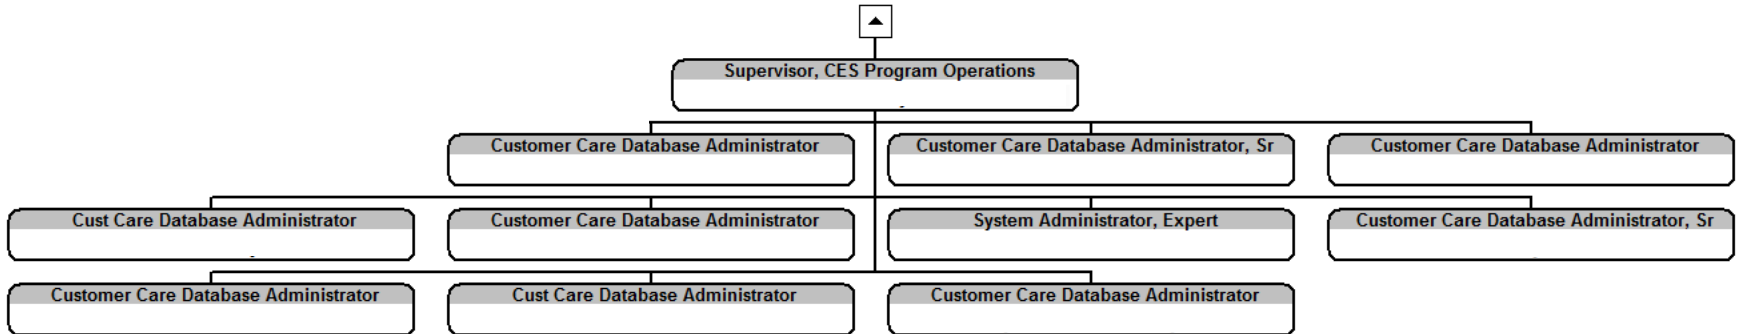 Supervisor, CES Program Operations
Customer Care Database Administrator
Customer Care Database Administrator, Sr
Customer Care Database Administrator
Cust Care Database Administrator
Customer Care Database Administrator
System Administrator, Expert
Customer Care Database Administrator, Sr
Customer Care Database Administrator
Cust Care Database Administrator
Customer Care Database Administrator